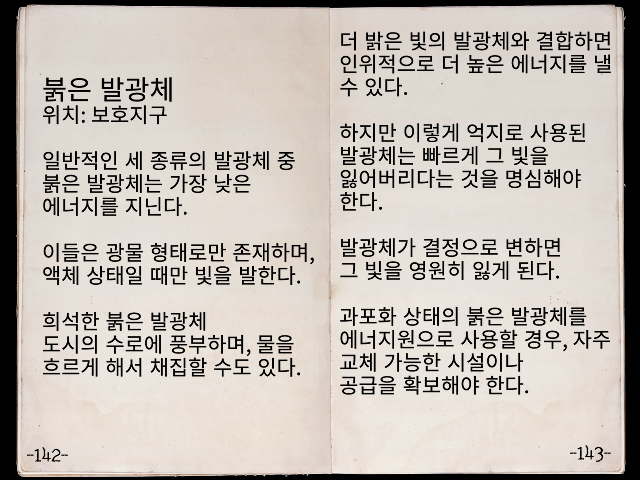 붉은 발광체
위치: 보호지구
일반적인 세 종류의 발광체 중
붉은 발광체는 가장 낮은
에너지를 지닌다.
이들은 광물 형태로만 존재하며,
액체 상태일 때만 빛을 발한다.
희석한 붉은 발광체
도시의 수로에 풍부하며, 물을
흐르게 해서 채집할 수도 있다.
-142-
더 밝은 빛의 발광체와 결합하면
인위적으로 더 높은 에너지를 낼
수 있다.
하지만 이렇게 억지로 사용된
발광체는 빠르게 그 빛을
잃어버리다는 것을 명심해야
한다.
발광체가 결정으로 변하면
그 빛을 영원히 잃게 된다.
과포화 상태의 붉은 발광체를
에너지원으로 사용할 경우, 자주
교체 가능한 시설이나
공급을 확보해야 한다.
-143-